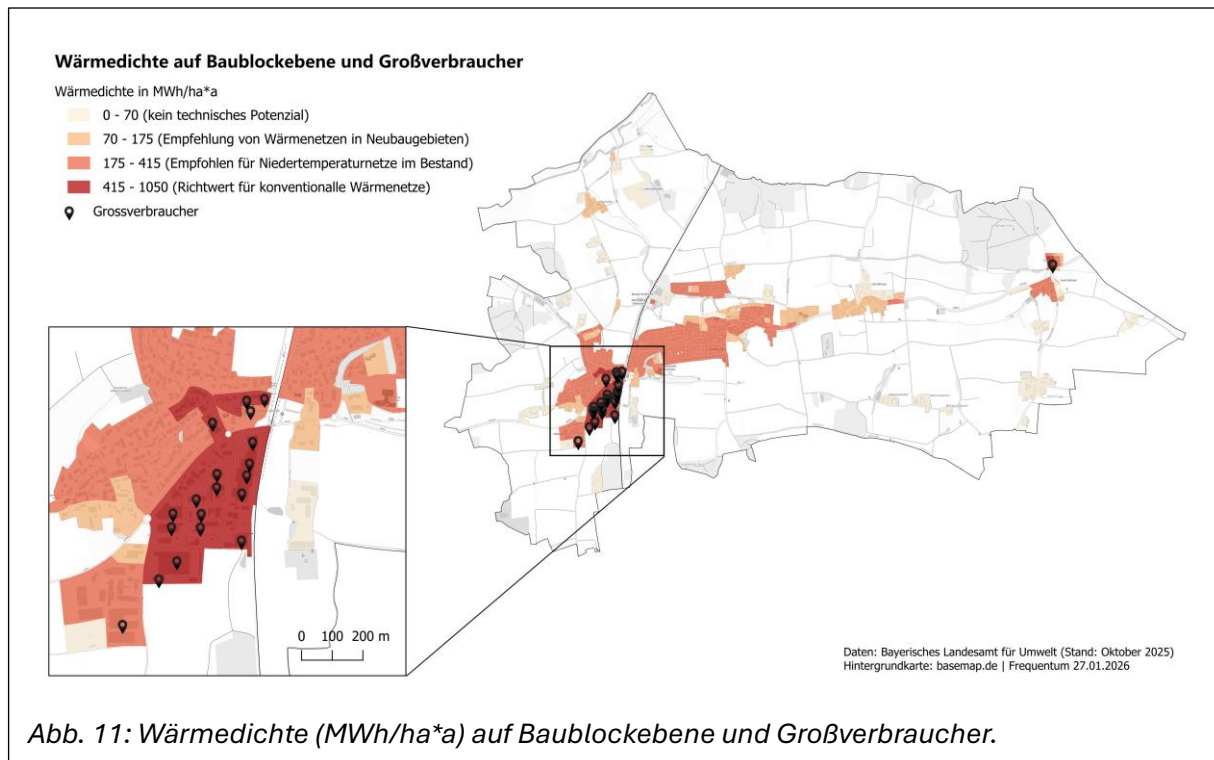 Wärmedichte auf Baublockebene und Großverbraucher
Wärmedichte in MWh/ha*a
0 - 70 (kein technisches Potenzial)
70 - 175 (Empfehlung von Wärmenetzen in Neubaugebieten)
175 - 415 (Empfohlen für Niedertemperaturnetze im Bestand)
415 - 1050 (Richtwert für konventionalle Wärmenetze)
Grossverbraucher
0 100 200 m
Daten: Bayerisches Landesamt für Umwelt (Stand: Oktober 2025)
Hintergrundkarte: basemap.de | Frequentum 27.01.2026
Abb. 11: Wärmedichte (MWh/ha*a) auf Baublockebene und Großverbraucher.